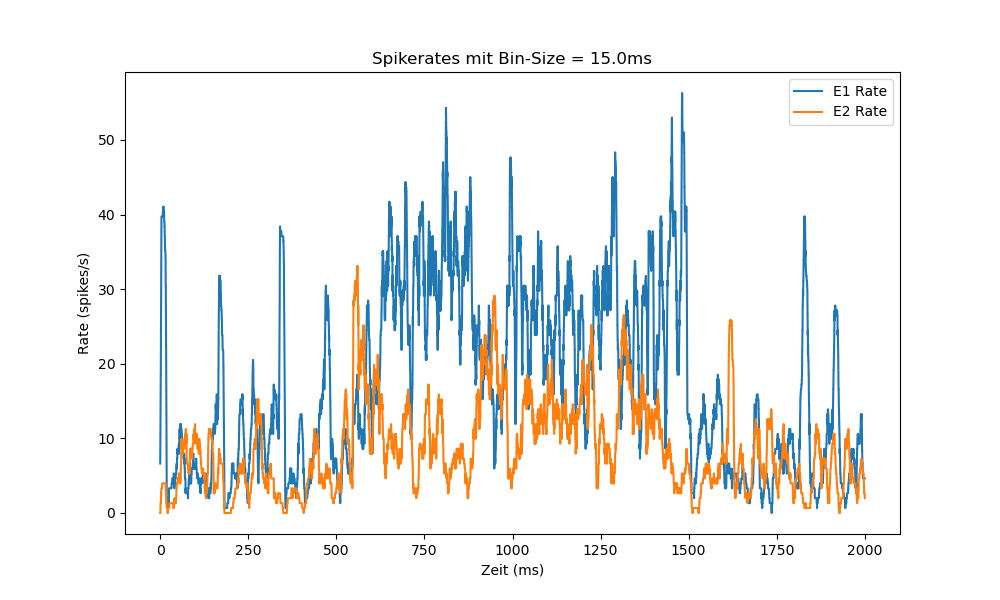 Spikerates mit Bin-Size = 15.0ms
E1 Rate
E2 Rate
Rate (spikes/s)
50
40
30
20
10
0
0 250 500 750 1000 1250 1500 1750 2000
Zeit (ms)